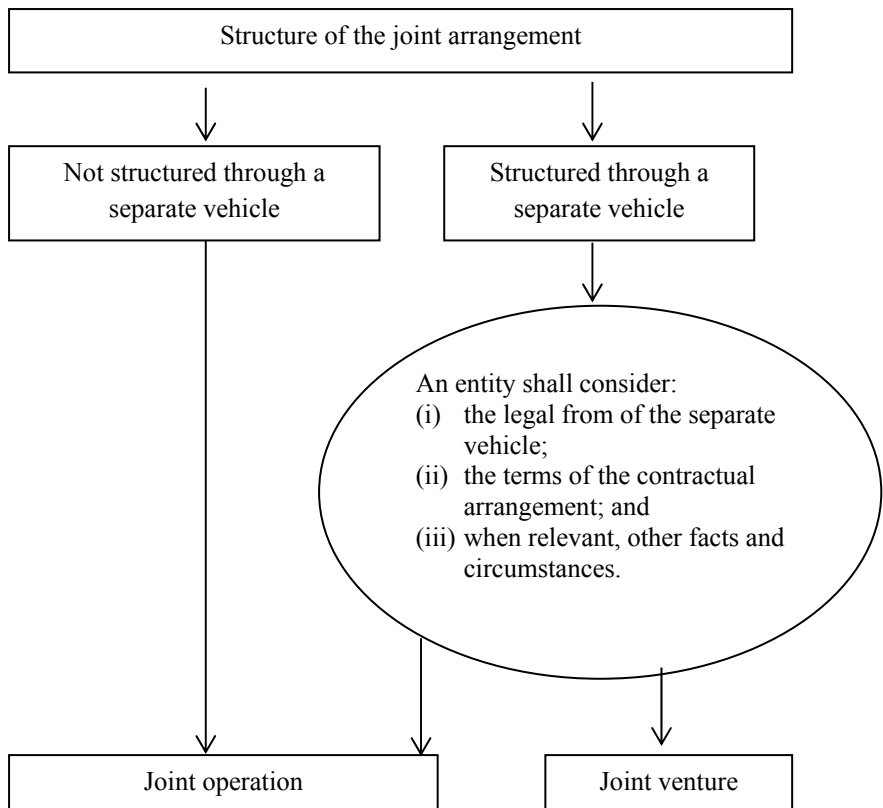 Structure of the joint arrangement
Not structured through a
separate vehicle
Structured through a
separate vehicle
An entity shall consider:
(i) the legal from of the separate
vehicle;
(ii) the terms of the contractual
arrangement; and
(iii) when relevant, other facts and
circumstances.
Joint operation
Joint venture